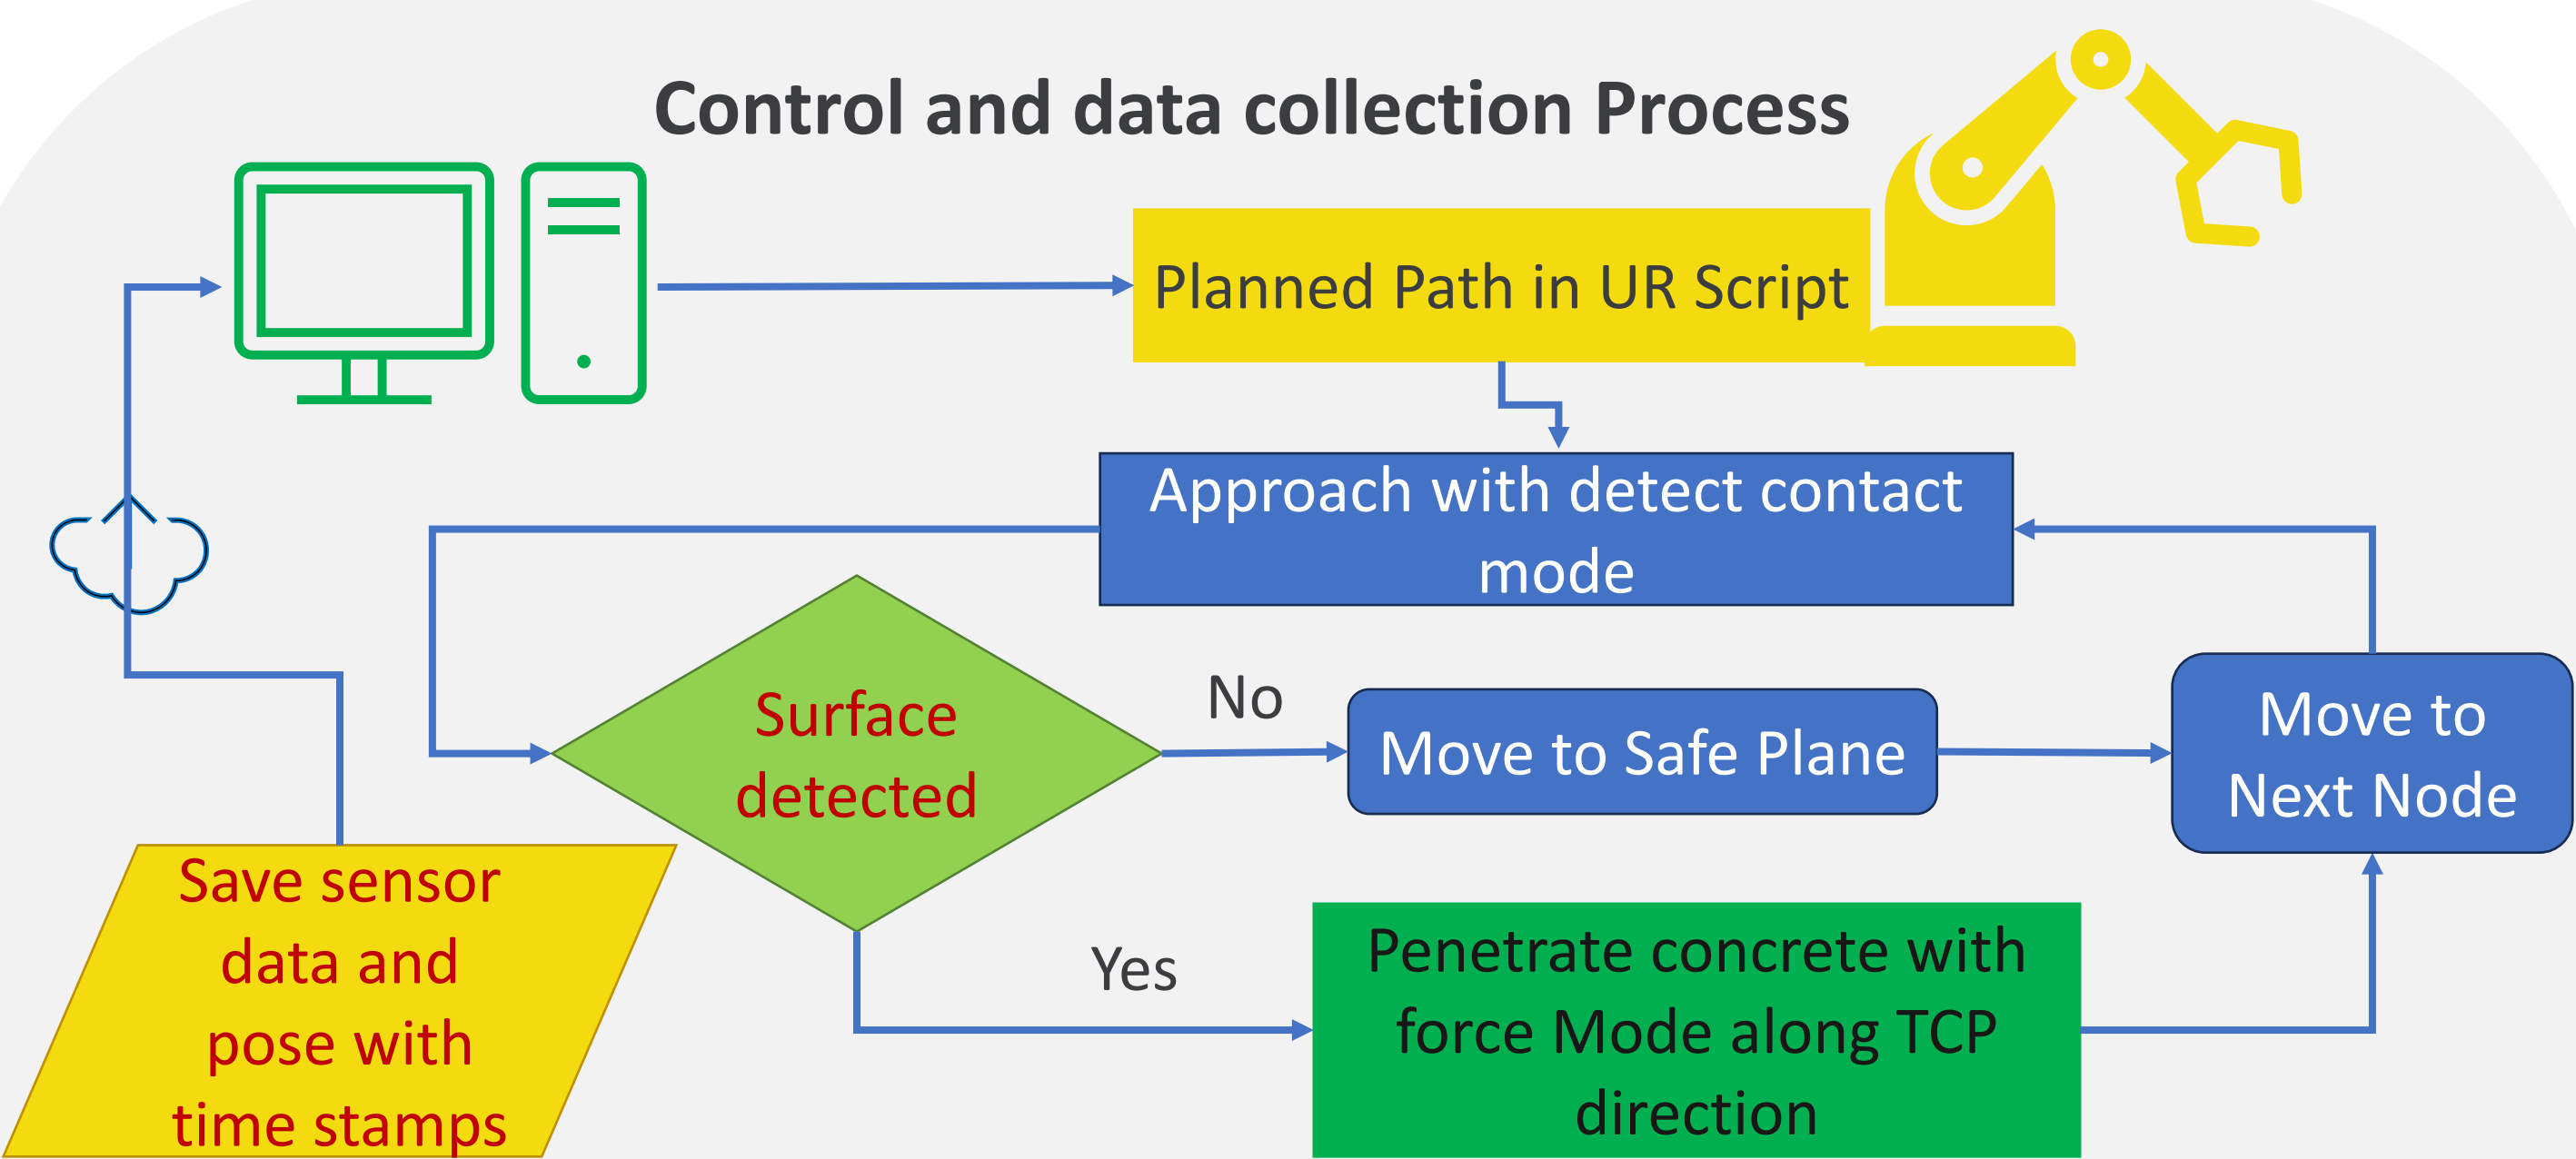 Control and data collection Process
Planned Path in UR Script
Approach with detect contact
mode
Surface
detected
No
Move to Safe Plane
Move to
Next Node
Save sensor
data and
pose with
time stamps
Yes
Penetrate concrete with
force Mode along TCP
direction